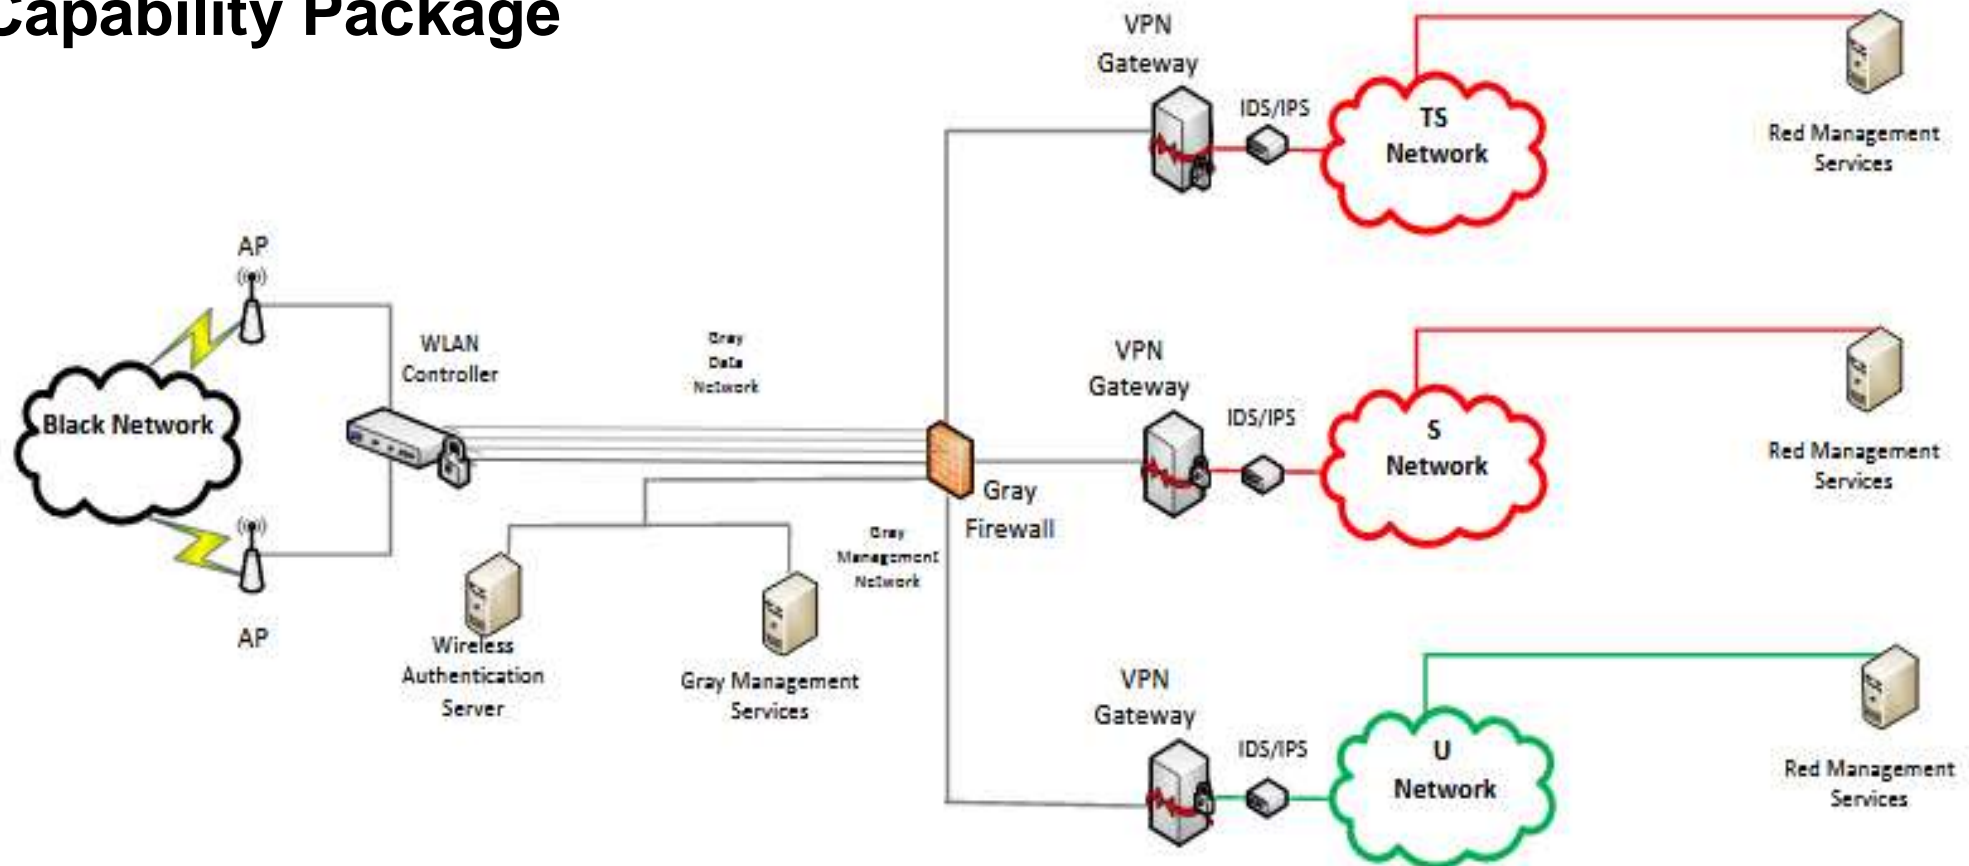 Capability Package
VPN
Gateway
IDS/IPS
TS
Network
Red Management
Services
AP
WLAN
Controller
Gray
Data
Network
Black Network
VPN
Gateway
IDS/IPS
S
Network
Red Management
Services
Gray
Firewall
Gray
Management
Network
AP
Wireless
Authentication
Server
Gray Management
Services
VPN
Gateway
IDS/IPS
U
Network
Red Management
Services